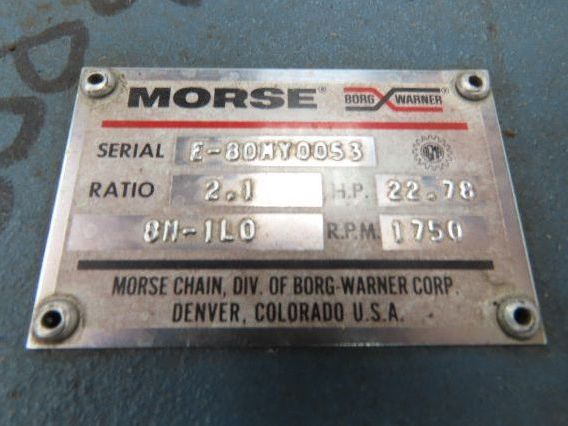 MORSE® BORG WARNER®
SERIAL E-80MY0053
RATIO 2.1 H.P. 22.78
8M-1LO R.P.M. 1750
MORSE CHAIN, DIV. OF BORG-WARNER CORP.
DENVER, COLORADO U.S.A.